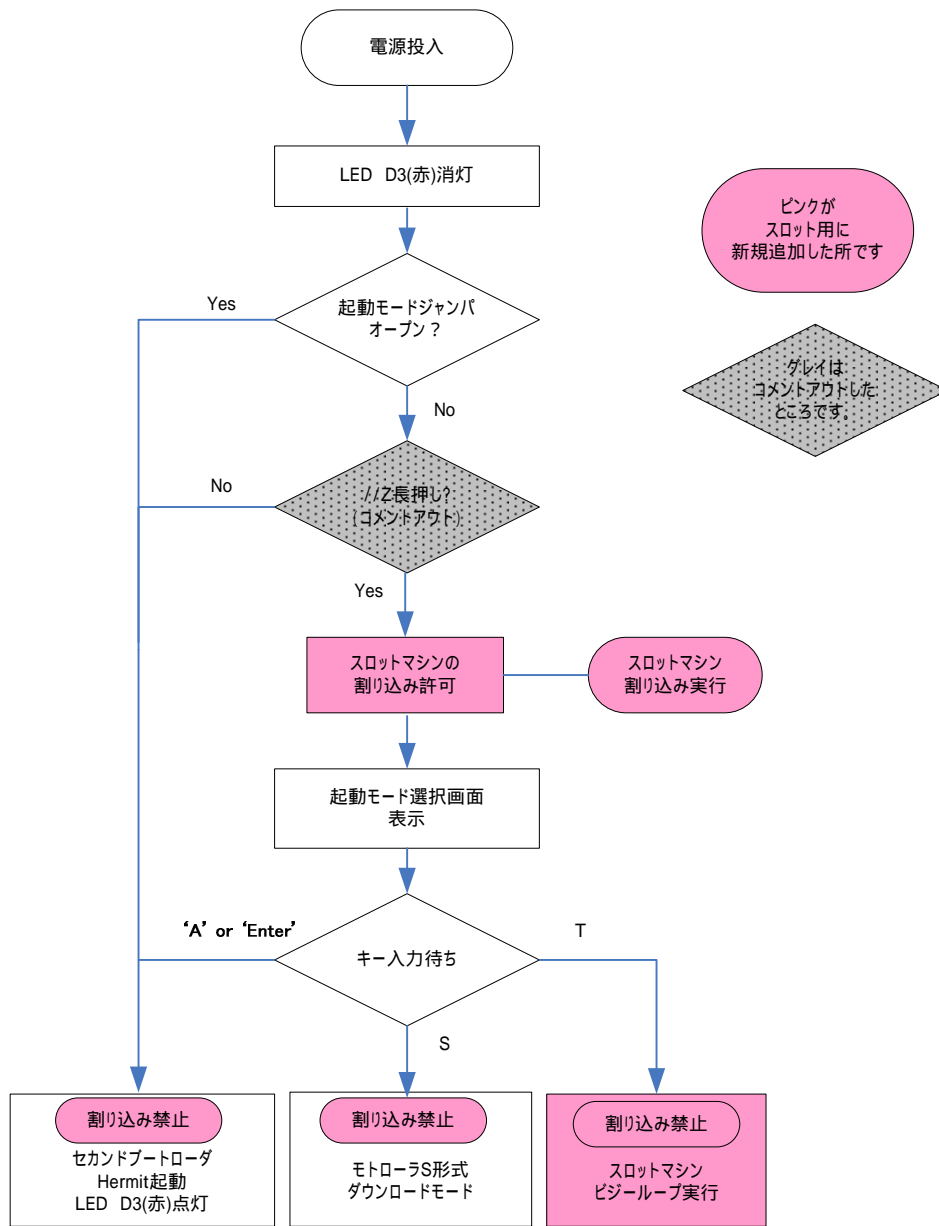 電源投入
LED D3(赤)消灯
ピンクが
スロット用に
新規追加した所です
起動モードジャンパ
オープン？
Yes
グレイは
コメントアウトした
ところです。
No
//Z長押し?
(コメントアウト)
No
Yes
スロットマシンの
割り込み許可
スロットマシン
割り込み実行
起動モード選択画面
表示
‘A’ or ‘Enter’
キー入力待ち
T
S
割り込み禁止
セカンドブートローダ
Hermit起動
LED D3(赤)点灯
割り込み禁止
モトローラS形式
ダウンロードモード
割り込み禁止
スロットマシン
ビジーループ実行